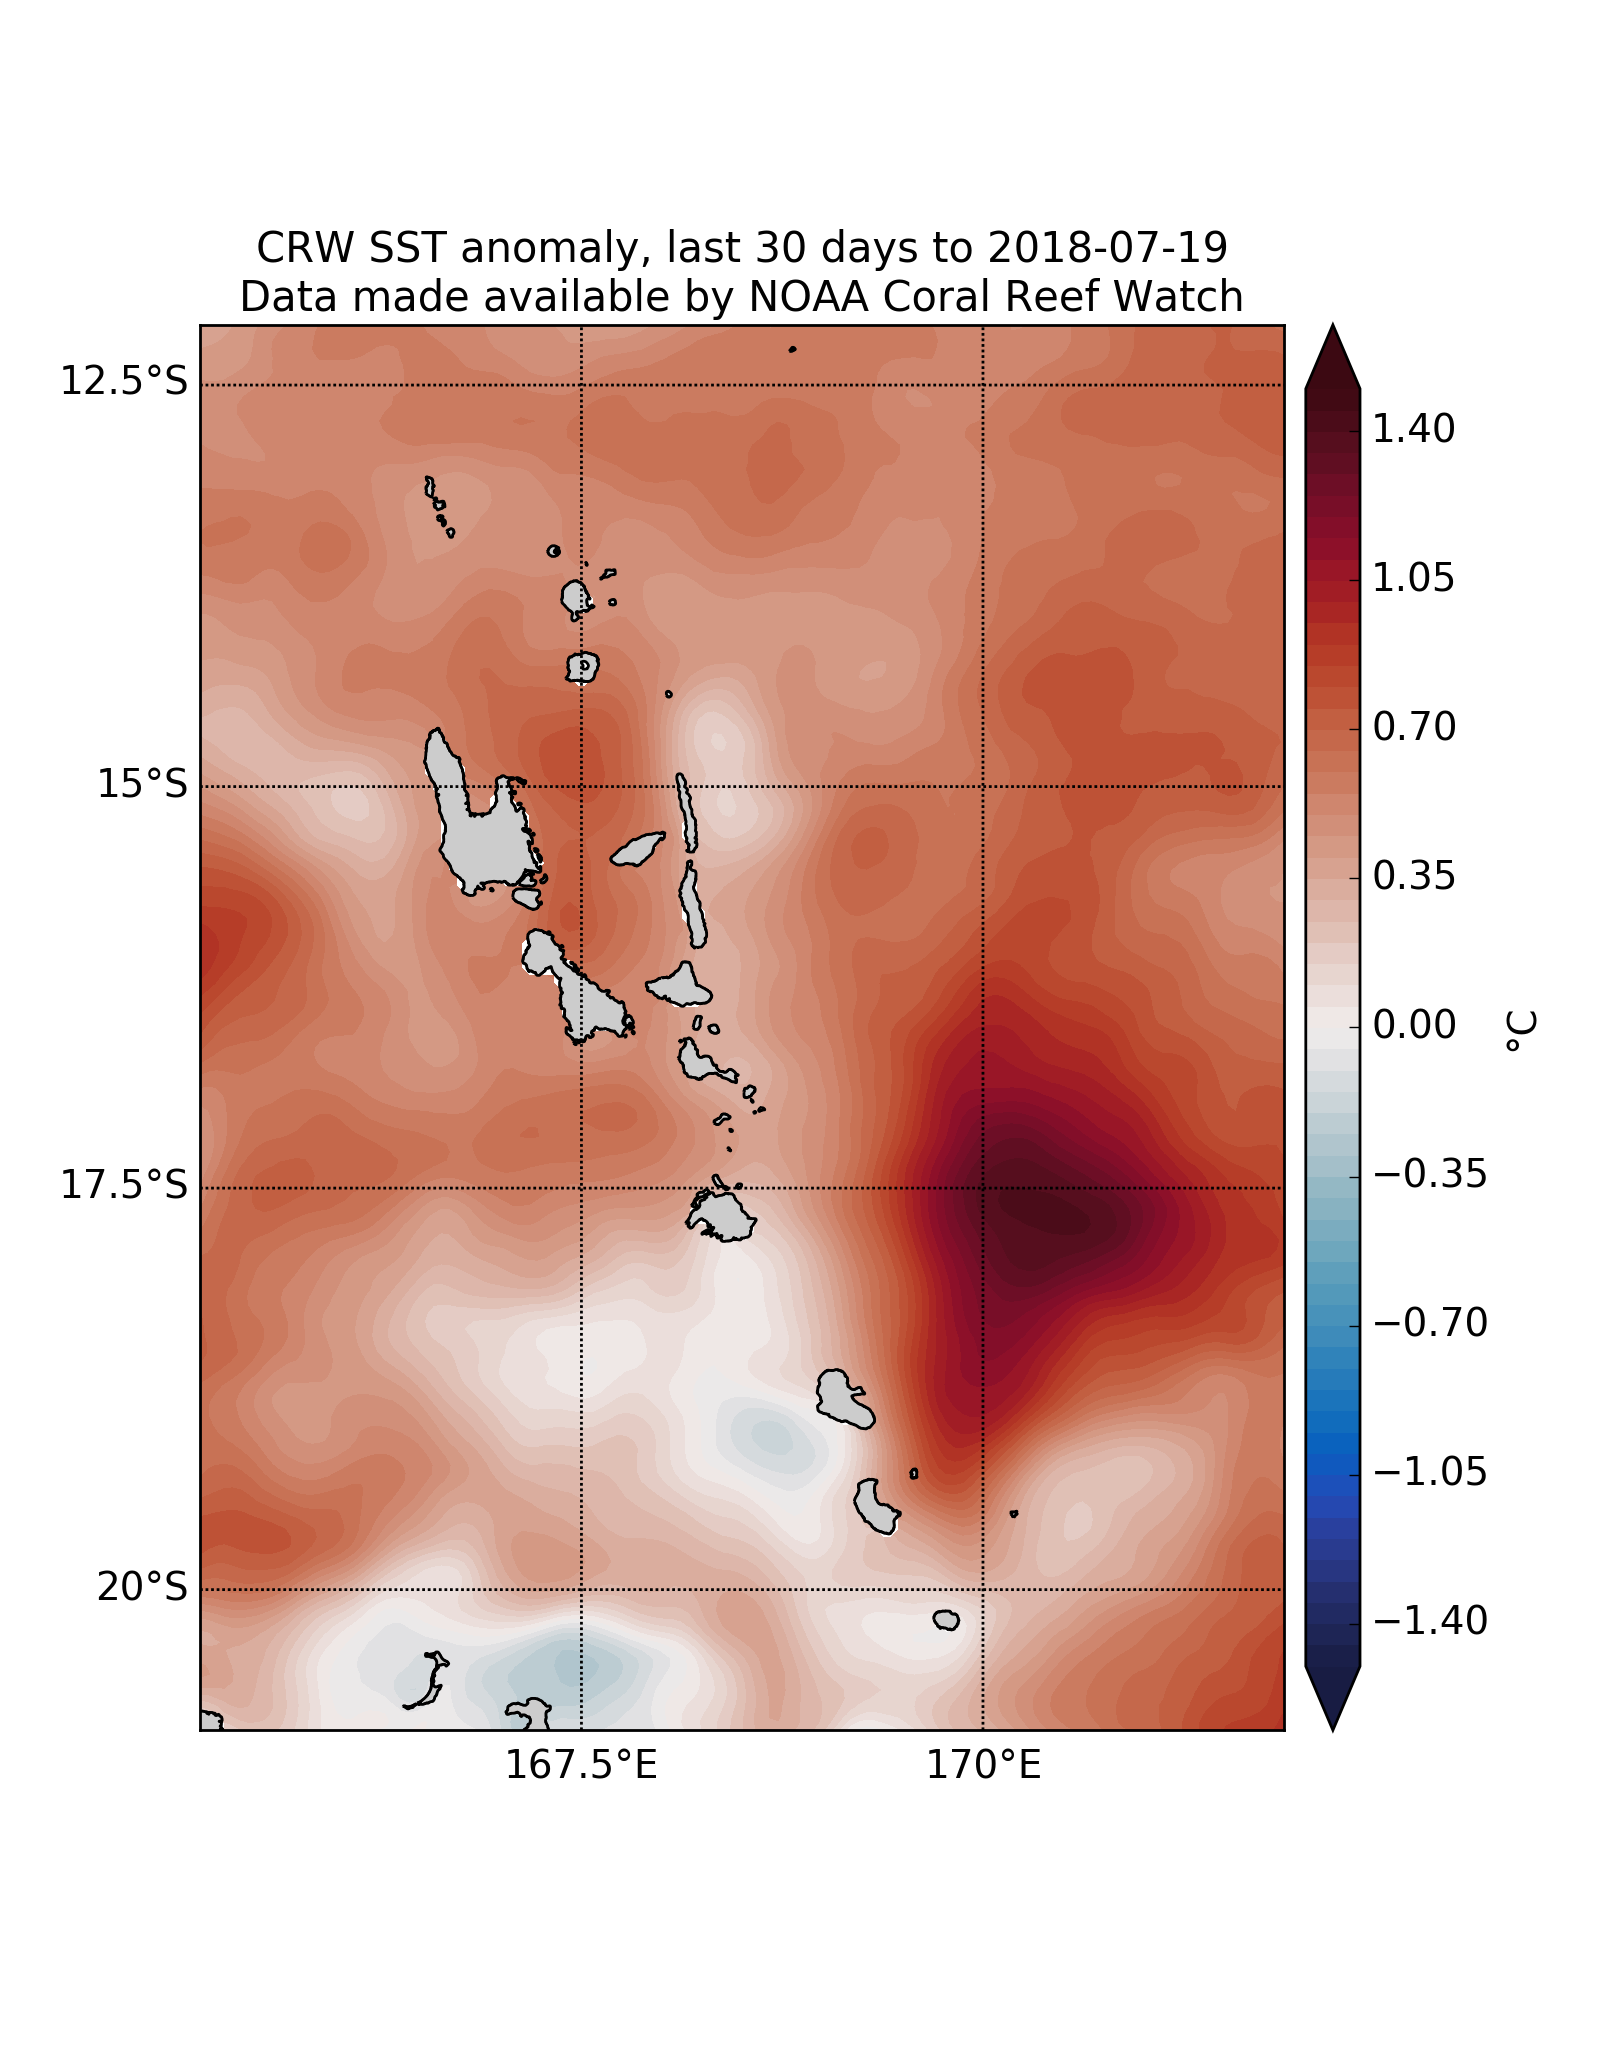 CRW SST anomaly, last 30 days to 2018-07-19
Data made available by NOAA Coral Reef Watch
12.5°S
15°S
17.5°S
20°S
167.5°E
170°E
1.40
1.05
0.70
0.35
0.00
−0.35
−0.70
−1.05
−1.40
°C